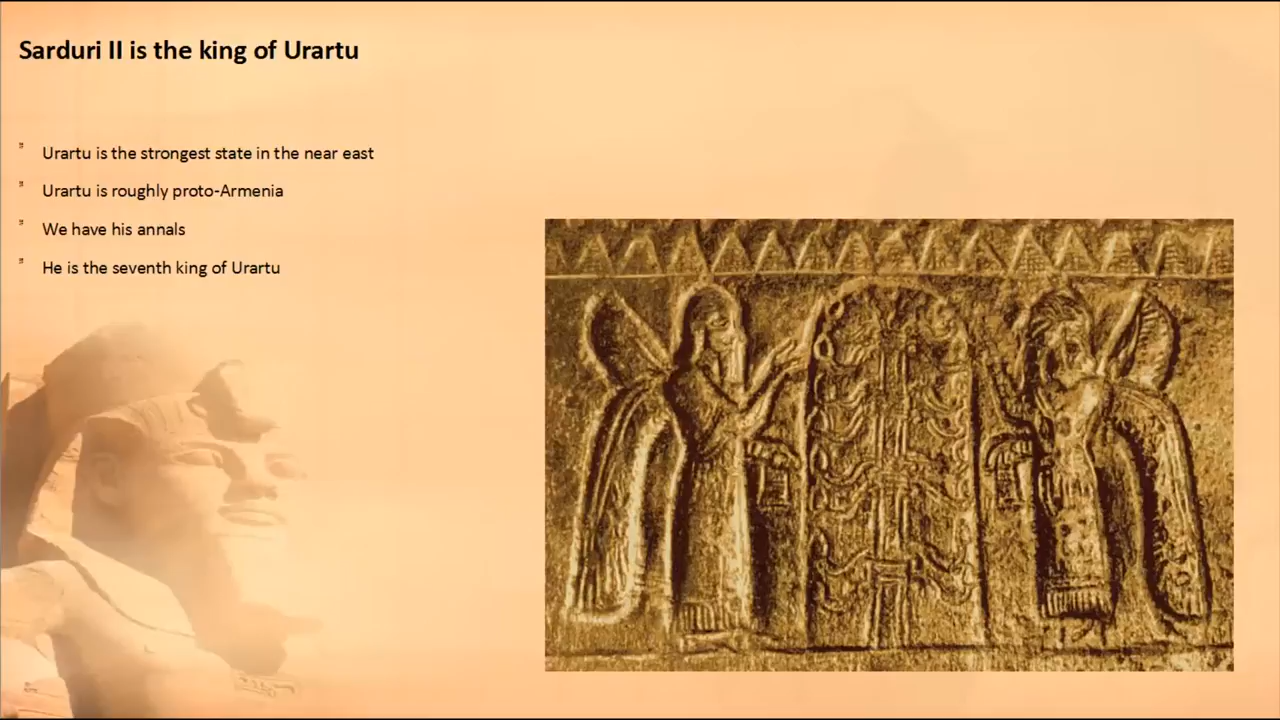 Sarduri II is the king of Urartu
Urartu is the strongest state in the near east
Urartu is roughly proto-Armenia
We have his annals
He is the seventh king of Urartu